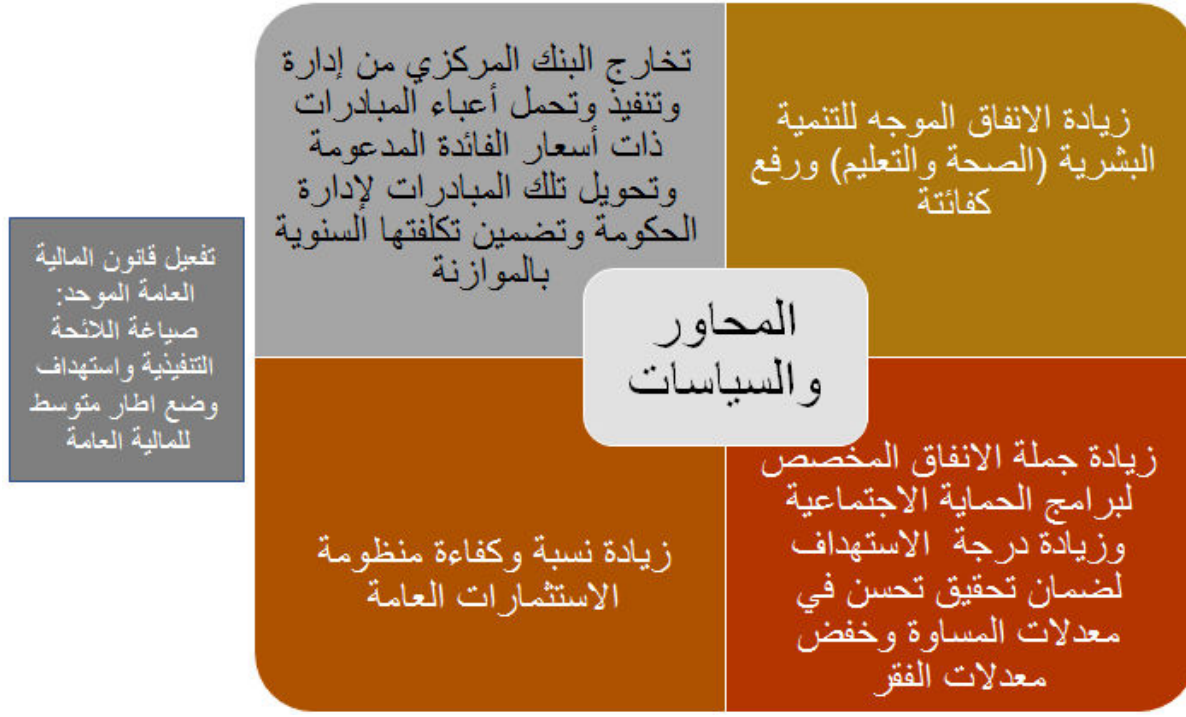 زيادة الانفاق الموجه للتنمية
البشرية (الصحة والتعليم) ورفع
كفائتة
تخارج البنك المركزي من إدارة
وتنفيذ وتحمل أعباء المبادرات
ذات أسعار الفائدة المدعومة
وتحويل تلك المبادرات لإدارة
الحكومة وتضمين تكلفتها السنوية
بالموازنة
المحاور
والسياسات
زيادة جملة الانفاق المخصص
لبرامج الحماية الاجتماعية
وزيادة درجة الاستهداف
لضمان تحقيق تحسن في
معدلات المساوة وخفض
معدلات الفقر
زيادة نسبة وكفاءة منظومة
الاستثمارات العامة
تفعيل قانون المالية
العامة الموحد:
صياغة اللائحة
التنفيذية واستهداف
وضع اطار متوسط
للمالية العامة